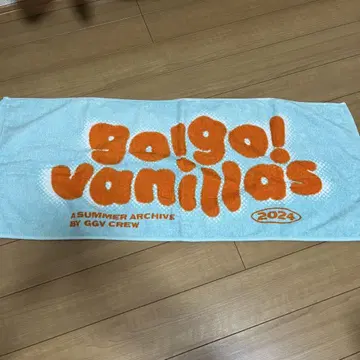 go!go!
vanillas
A SUMMER ARCHIVE
BY GGV CREW
2024